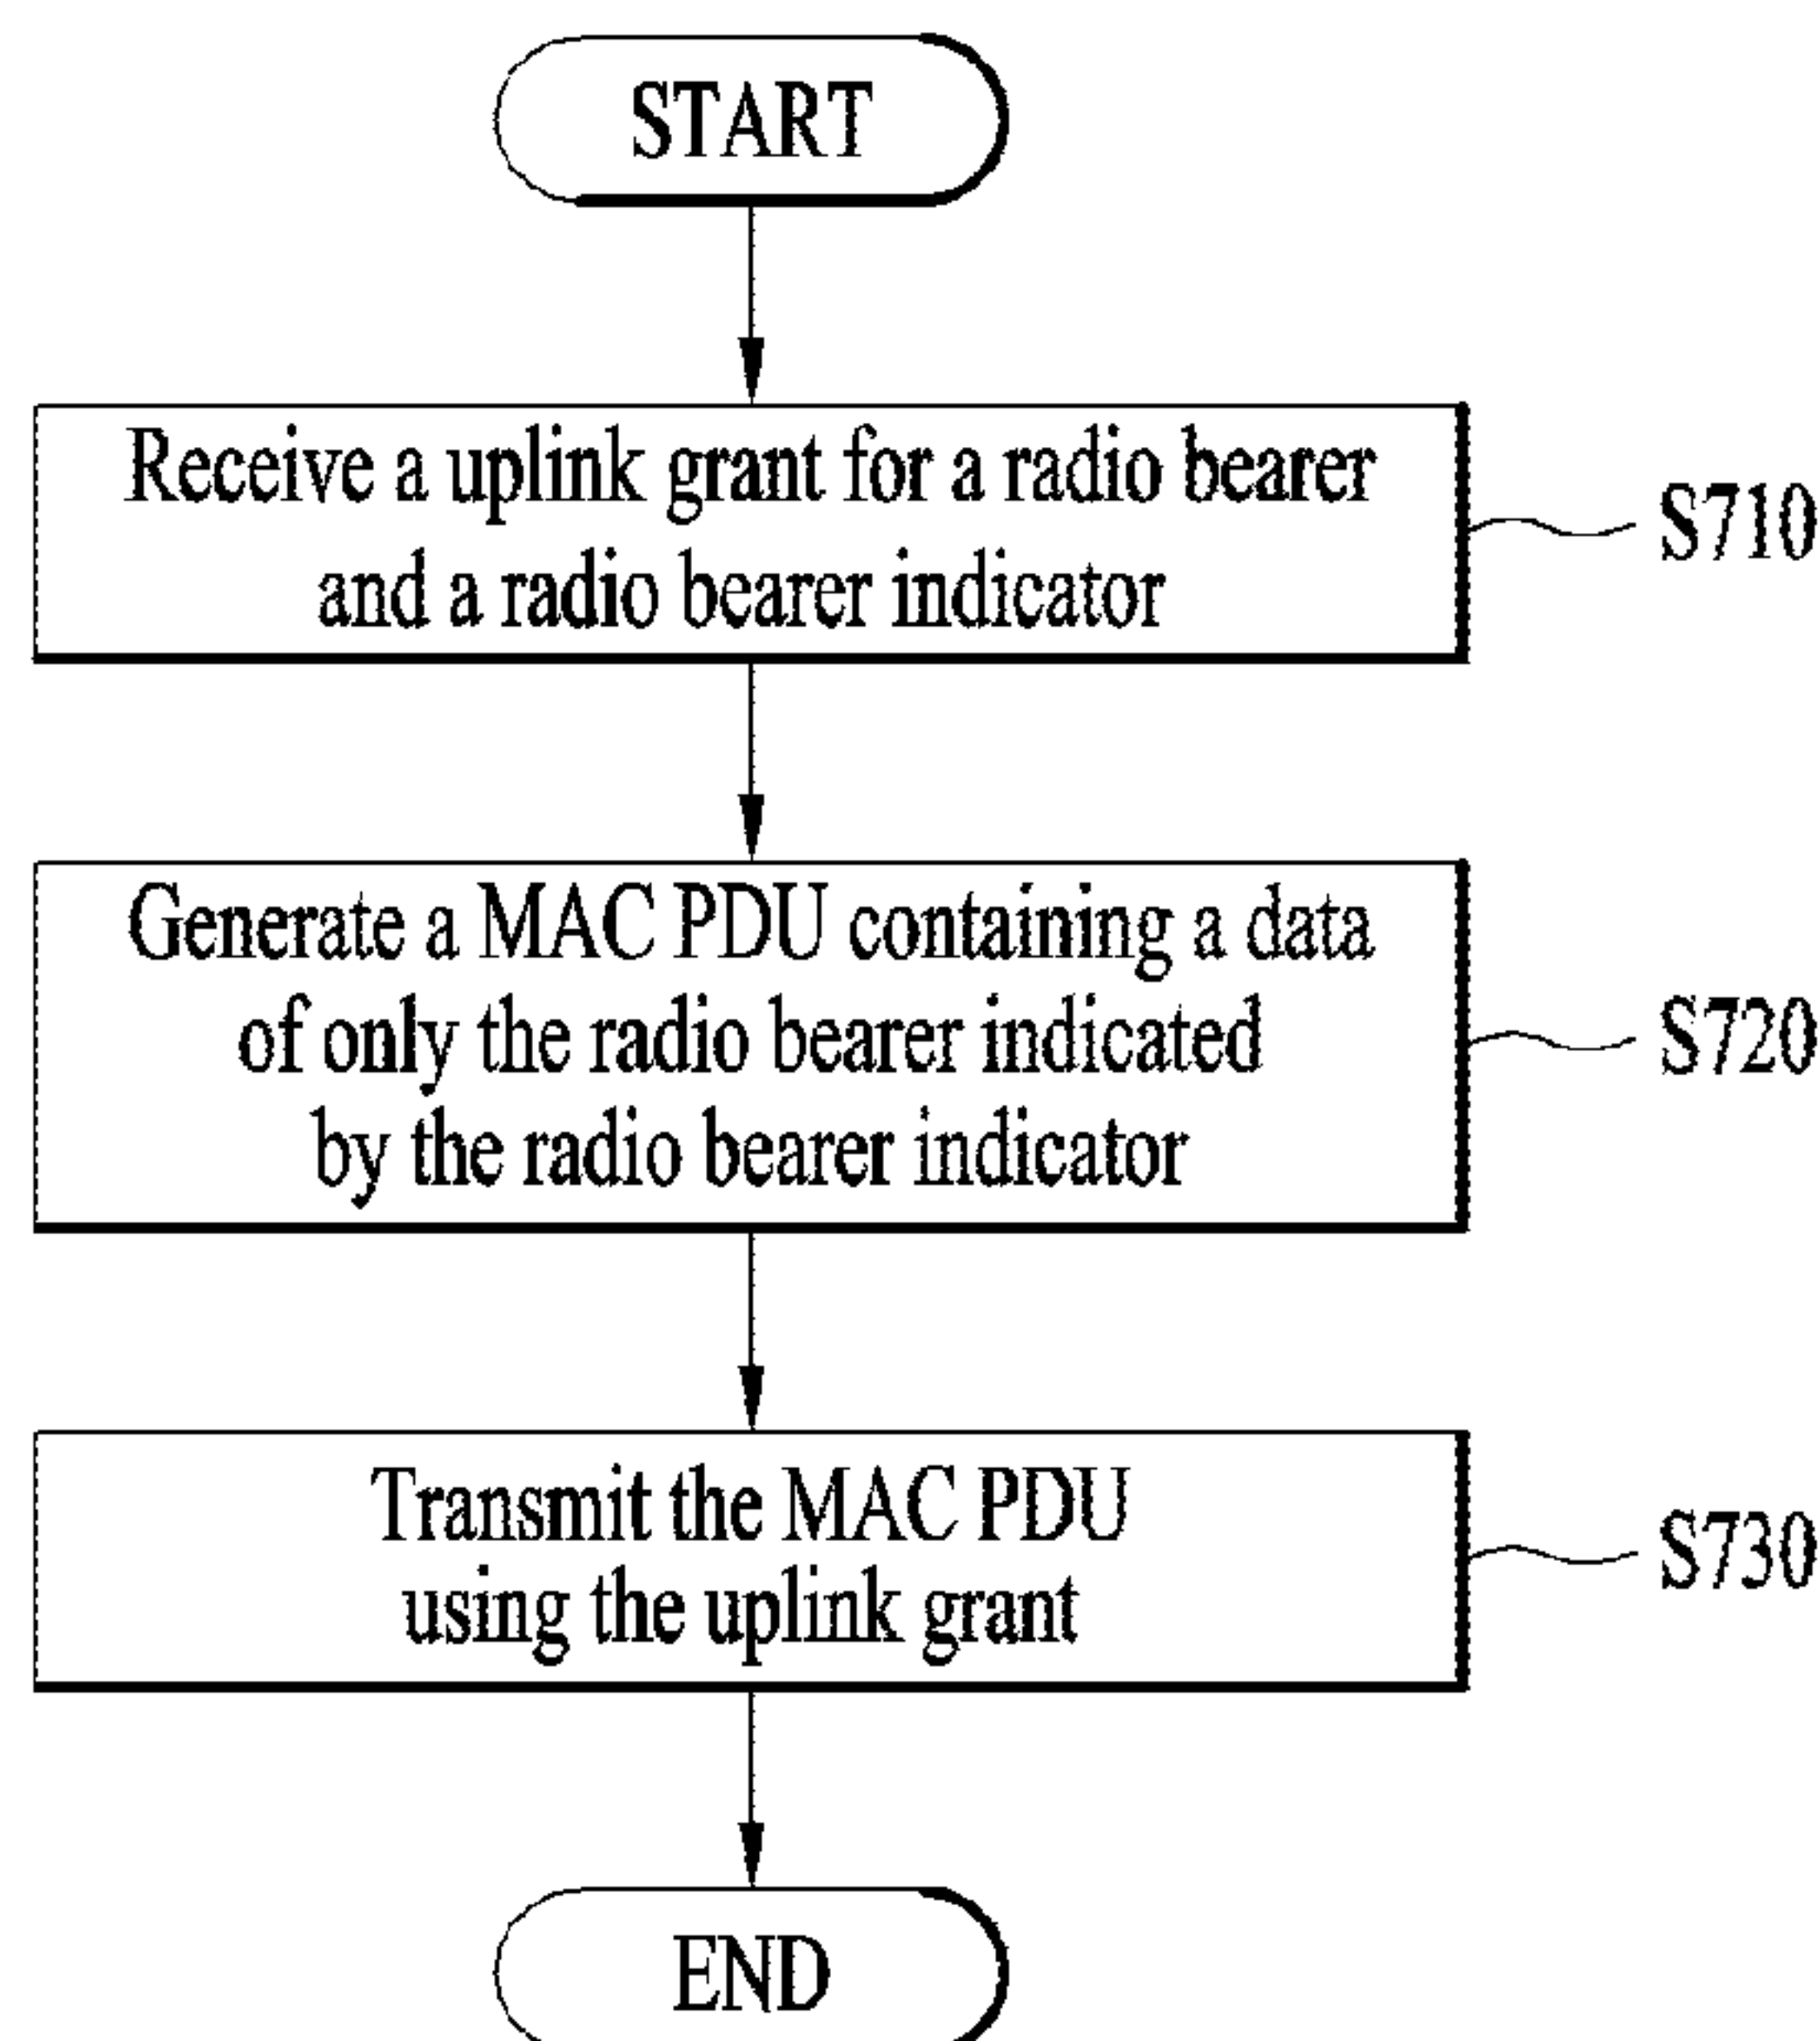 START
Receive a uplink grant for a radio bearer
and a radio bearer indicator
S710
Generate a MAC PDU containing a data
of only the radio bearer indicated
by the radio bearer indicator
S720
Transmit the MAC PDU
using the uplink grant
S730
END